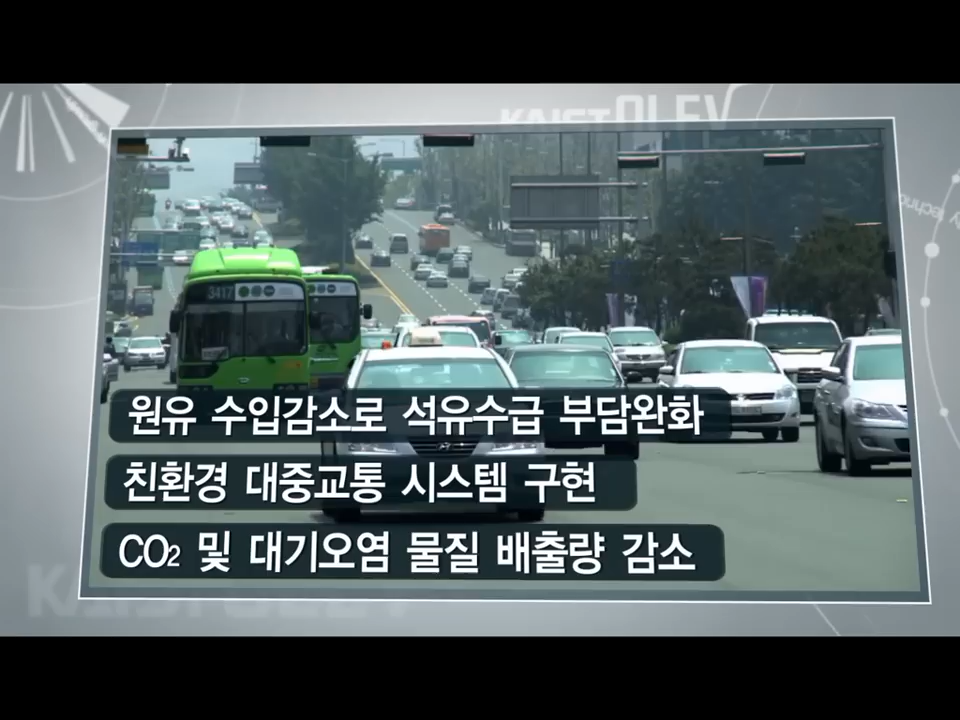 KAIST OLEV
3417
원유 수입감소로 석유수급 부담완화
친환경 대중교통 시스템 구현
CO2 및 대기오염 물질 배출량 감소
KAIST OLEV